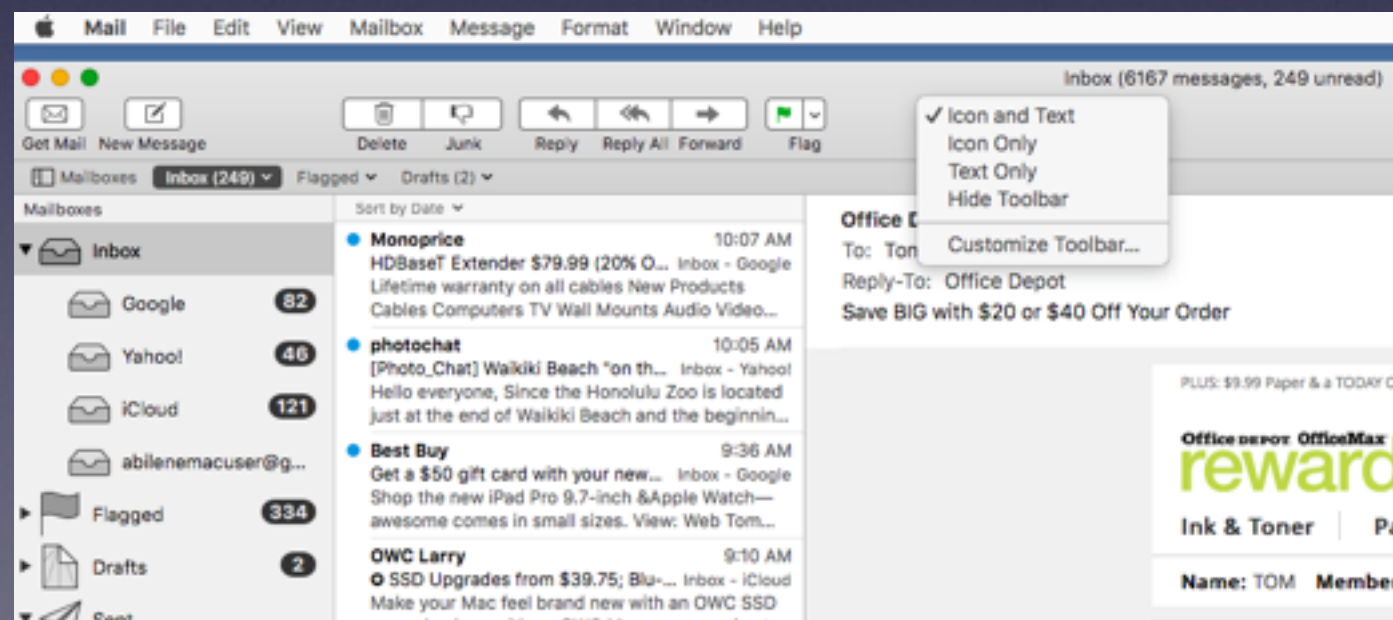 Mail File Edit View Mailbox Message Format Window Help
Inbox (6167 messages, 249 unread)
Get Mail New Message Delete Junk Reply Reply All Forward Flag
✓ Icon and Text
Icon Only
Text Only
Hide Toolbar
Customize Toolbar...
Mailboxes Inbox (249) Flagged Drafts (2)
Mailboxes
Inbox
Google 82
Yahoo! 46
iCloud 121
abilenemacuser@g...
Flagged 334
Drafts 2
Sent
Sort by Date
Monoprice 10:07 AM
HDBaseT Extender $79.99 (20% O... Inbox - Google
Lifetime warranty on all cables New Products
Cables Computers TV Wall Mounts Audio Video...
photochat 10:05 AM
[Photo_Chat] Waikiki Beach "on th... Inbox - Yahoo!
Hello everyone, Since the Honolulu Zoo is located
just at the end of Waikiki Beach and the beginnin...
Best Buy 9:36 AM
Get a $50 gift card with your new... Inbox - Google
Shop the new iPad Pro 9.7-inch &Apple Watch—
awesome comes in small sizes. View: Web Tom...
OWC Larry 9:10 AM
SSD Upgrades from $39.75; Blu-... Inbox - iCloud
Make your Mac feel brand new with an OWC SSD
Office D
To: Tom
Reply-To: Office Depot
Save BIG with $20 or $40 Off Your Order
PLUS: $9.99 Paper & a TODAY
Office DEPOT OfficeMax
reward
Ink & Toner
Name: TOM Member